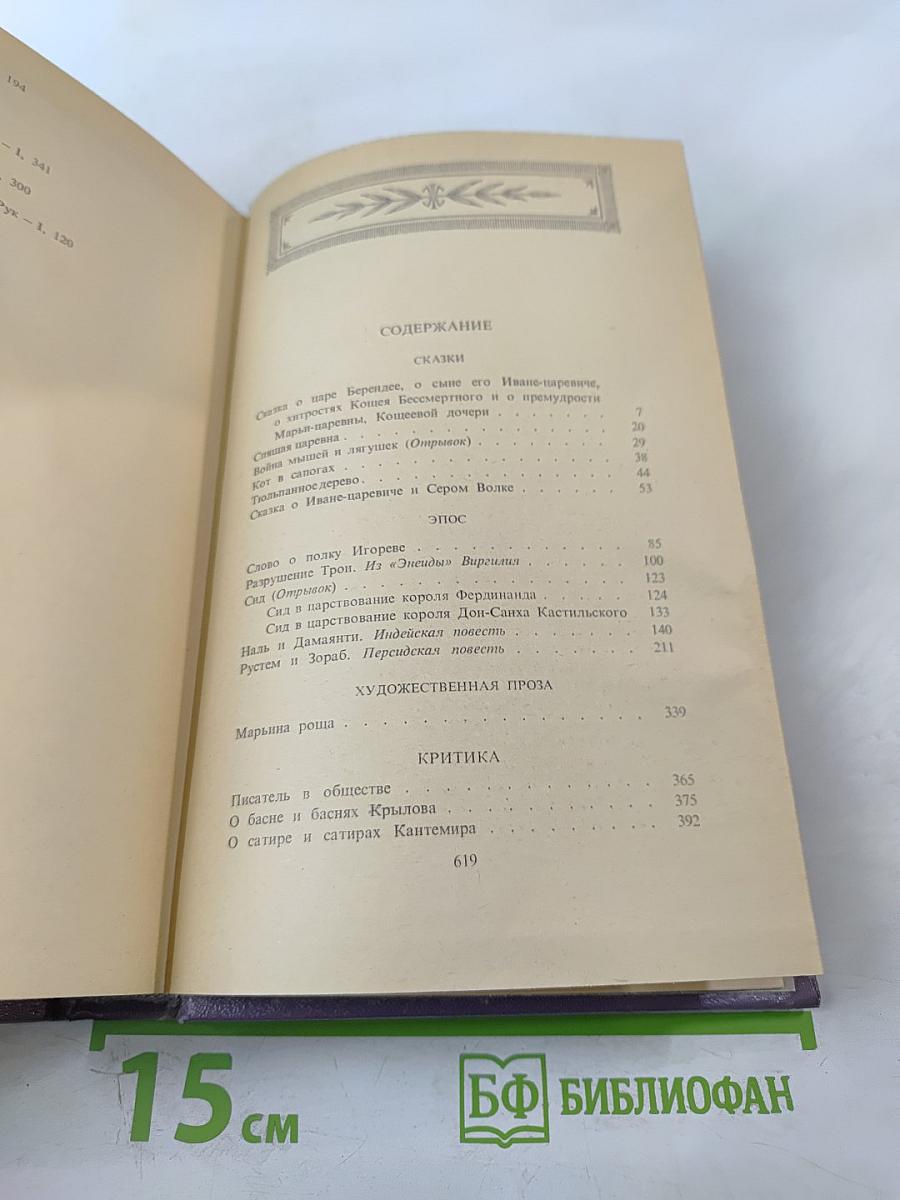 194
– I, 341
300
Рук – I, 120
СОДЕРЖАНИЕ
СКАЗКИ
Сказка о царе Берендее, о сыне его Иване-царевиче,
о хитростях Кощея Бессмертного и о премудрости
Марьи-царевны, Кощеевой дочери . . . . . . . 7
Спящая царевна . . . . . . . . . . . . . 20
Война мышей и лягушек (Отрывок) . . . . . . . . 29
Кот в сапогах . . . . . . . . . . . . . 38
Тюльпанное дерево . . . . . . . . . . . . 44
Сказка о Иване-царевиче и Сером Волке . . . . . . 53
ЭПОС
Слово о полку Игореве . . . . . . . . . . 85
Разрушение Трои. Из «Энеиды» Виргилия . . . . . . 100
Сид (Отрывок) . . . . . . . . . . . . . 123
Сид в царствование короля Фердинанда . . . . . 124
Сид в царствование короля Дон-Санха Кастильского 133
Наль и Дамаянти. Индейская повесть . . . . . . . 140
Рустем и Зораб. Персидская повесть . . . . . . . 211
ХУДОЖЕСТВЕННАЯ ПРОЗА
Марьина роща . . . . . . . . . . . . . 339
КРИТИКА
Писатель в обществе . . . . . . . . . . . 365
О басне и баснях Крылова . . . . . . . . . 375
О сатире и сатирах Кантемира . . . . . . . . 392
619
15 см
БФ БИБЛИОФАН